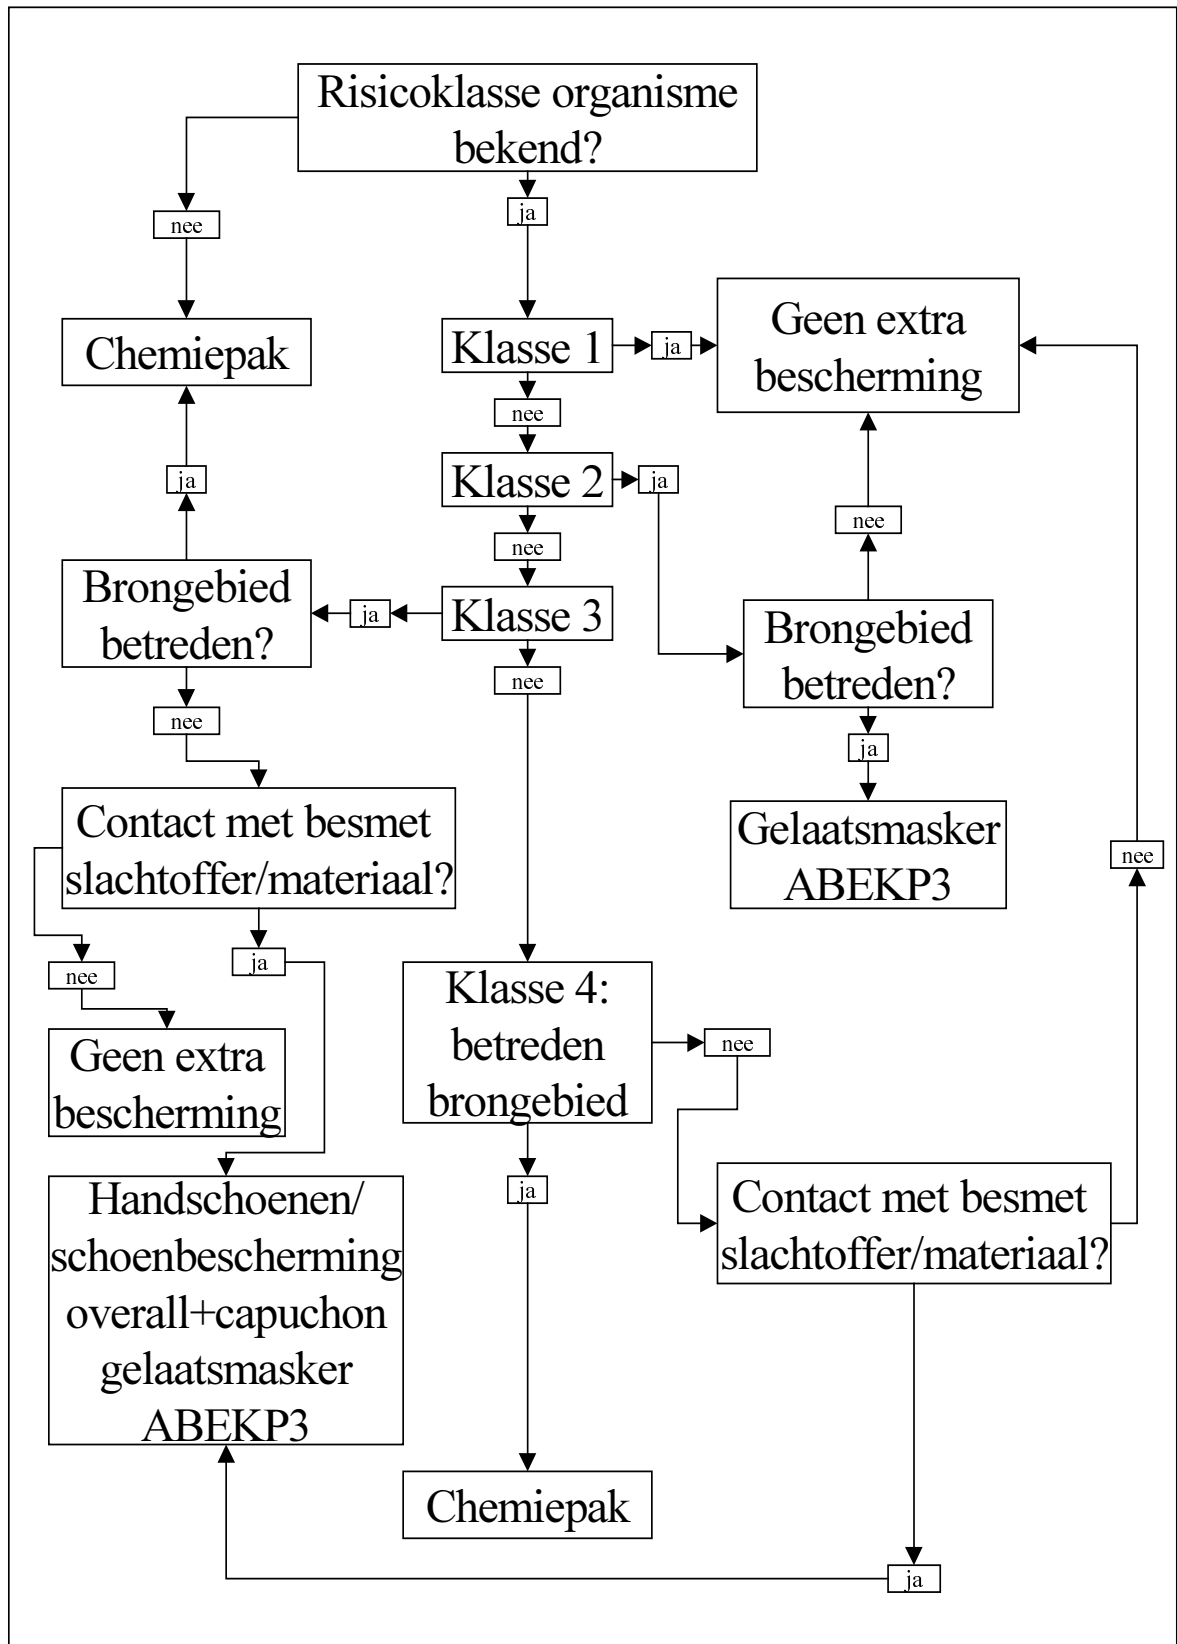 Risicoklasse organisme
bekend?
nee
ja
Chemiepak
Klasse 1
ja
Geen extra
bescherming
nee
Klasse 2
ja
ja
nee
nee
Brongebied
betreden?
ja
Klasse 3
Brongebied
betreden?
nee
nee
ja
Contact met besmet
slachtoffer/materiaal?
Gelaatsmasker
ABEKP3
nee
nee
ja
Klasse 4:
betreden
brongebied
nee
Geen extra
bescherming
ja
Contact met besmet
slachtoffer/materiaal?
Handschoenen/
schoenbescherming
overall+capuchon
gelaatsmasker
ABEKP3
Chemiepak
ja